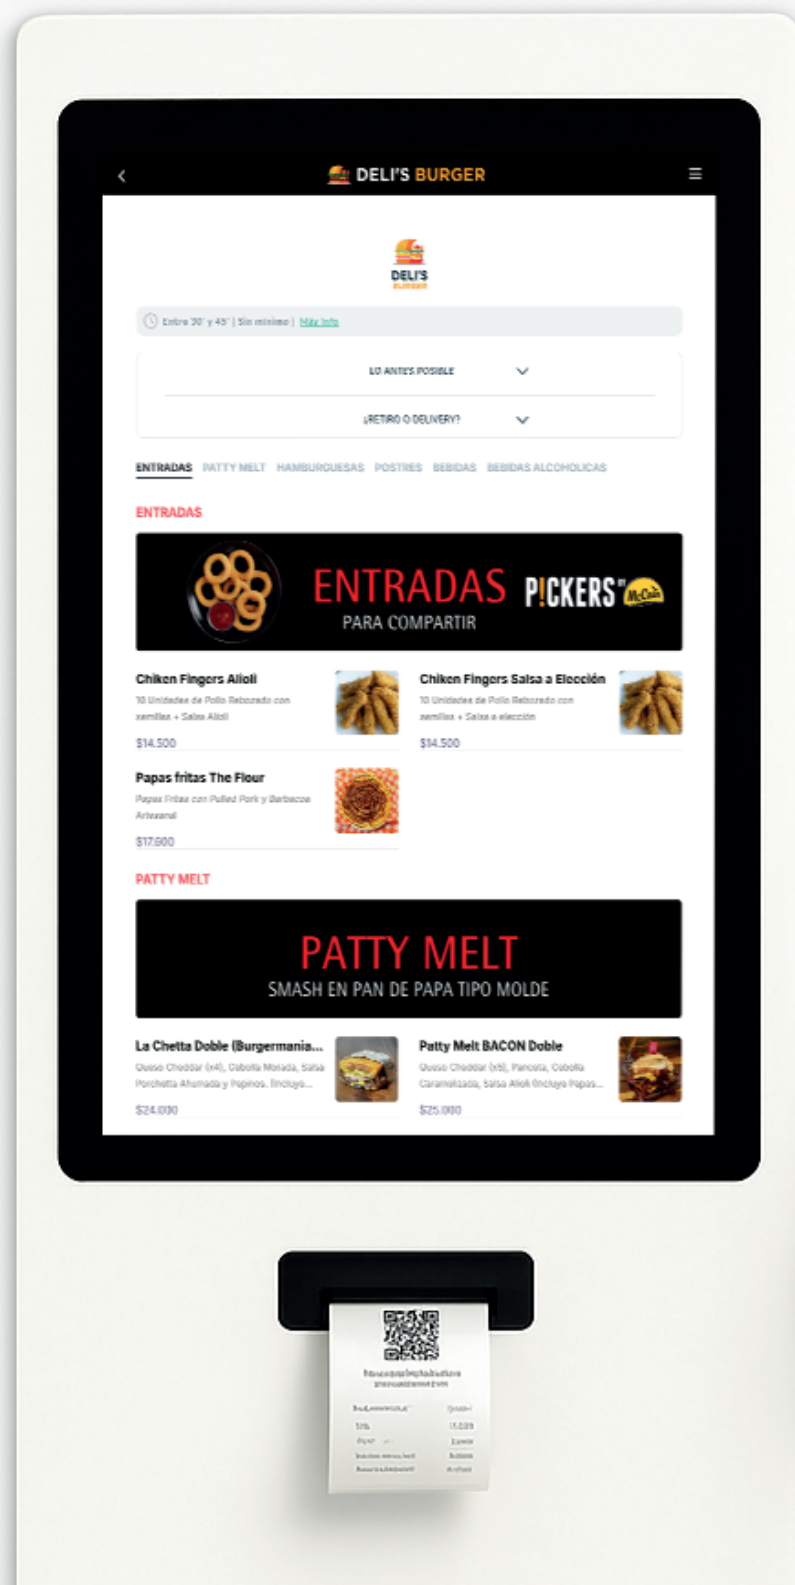 DELI'S BURGER
DELI'S
BURGER
Entre 30' y 45' | Sin mínimo | Más info
LO ANTES POSIBLE
¿RETIRO O DELIVERY?
ENTRADAS PATTY MELT HAMBURGUESAS POSTRES BEBIDAS BEBIDAS ALCOHOLICAS
ENTRADAS
ENTRADAS
PARA COMPARTIR
P!CKERS BY McCain
Chiken Fingers Alioli
10 Unidades de Pollo Rebozado con
semillas + Salsa Alioli
$14.500
Chiken Fingers Salsa a Elección
10 Unidades de Pollo Rebozado con
semillas + Salsa a elección
$14.500
Papas fritas The Flour
Papas Fritas con Pulled Pork y Barbacoa
Artesanal
PATTY MELT
PATTY MELT
SMASH EN PAN DE PAPA TIPO MOLDE
La Chetta Doble (Burgermania...
Queso Cheddar (x4), Cebolla Morada, Salsa
Porchetta Ahumada y Pepinos. (Incluye...
$24.000
Patty Melt BACON Doble
Queso Cheddar (x6), Panceta, Cebolla
Caramelizada, Salsa Alioli (Incluye Papas...
$25.000